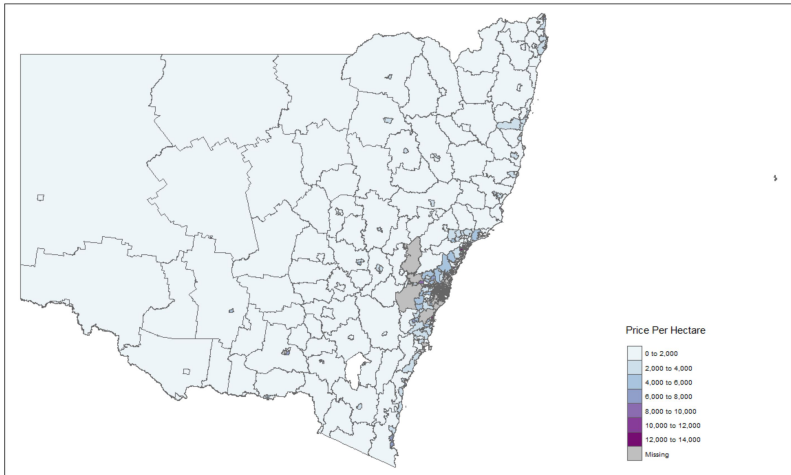 Price Per Hectare
0 to 2,000
2,000 to 4,000
4,000 to 6,000
6,000 to 8,000
8,000 to 10,000
10,000 to 12,000
12,000 to 14,000
Missing